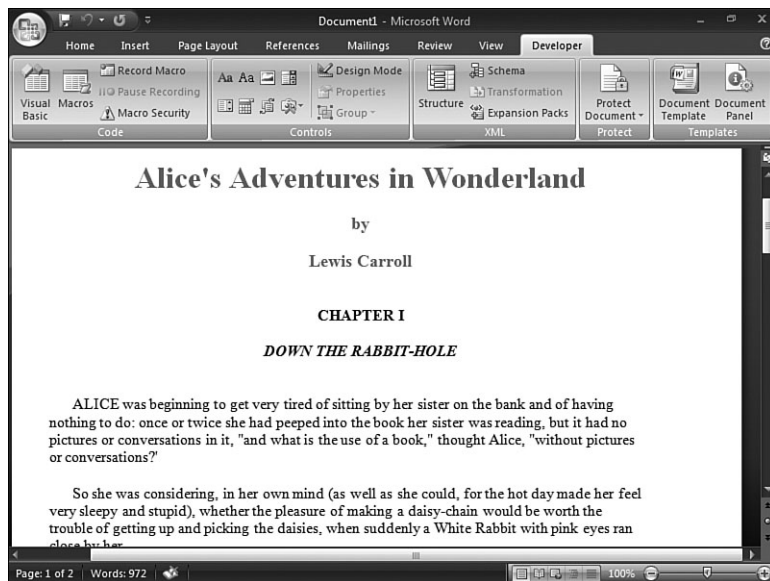 Document1 - Microsoft Word
Home Insert Page Layout References Mailings Review View Developer
Visual Basic
Macros
Record Macro
Pause Recording
Macro Security
Code
Aa Aa
Design Mode
Properties
Group
Controls
Structure
Schema
Transformation
Expansion Packs
XML
Protect
Document
Protect
Document Template
Document Panel
Templates
Alice's Adventures in Wonderland
by
Lewis Carroll
CHAPTER I
DOWN THE RABBIT-HOLE
ALICE was beginning to get very tired of sitting by her sister on the bank and of having
nothing to do: once or twice she had peeped into the book her sister was reading, but it had no
pictures or conversations in it, "and what is the use of a book," thought Alice, "without pictures
or conversations?'
So she was considering, in her own mind (as well as she could, for the hot day made her feel
very sleepy and stupid), whether the pleasure of making a daisy-chain would be worth the
trouble of getting up and picking the daisies, when suddenly a White Rabbit with pink eyes ran
close by her.
Page: 1 of 2 Words: 972 100%